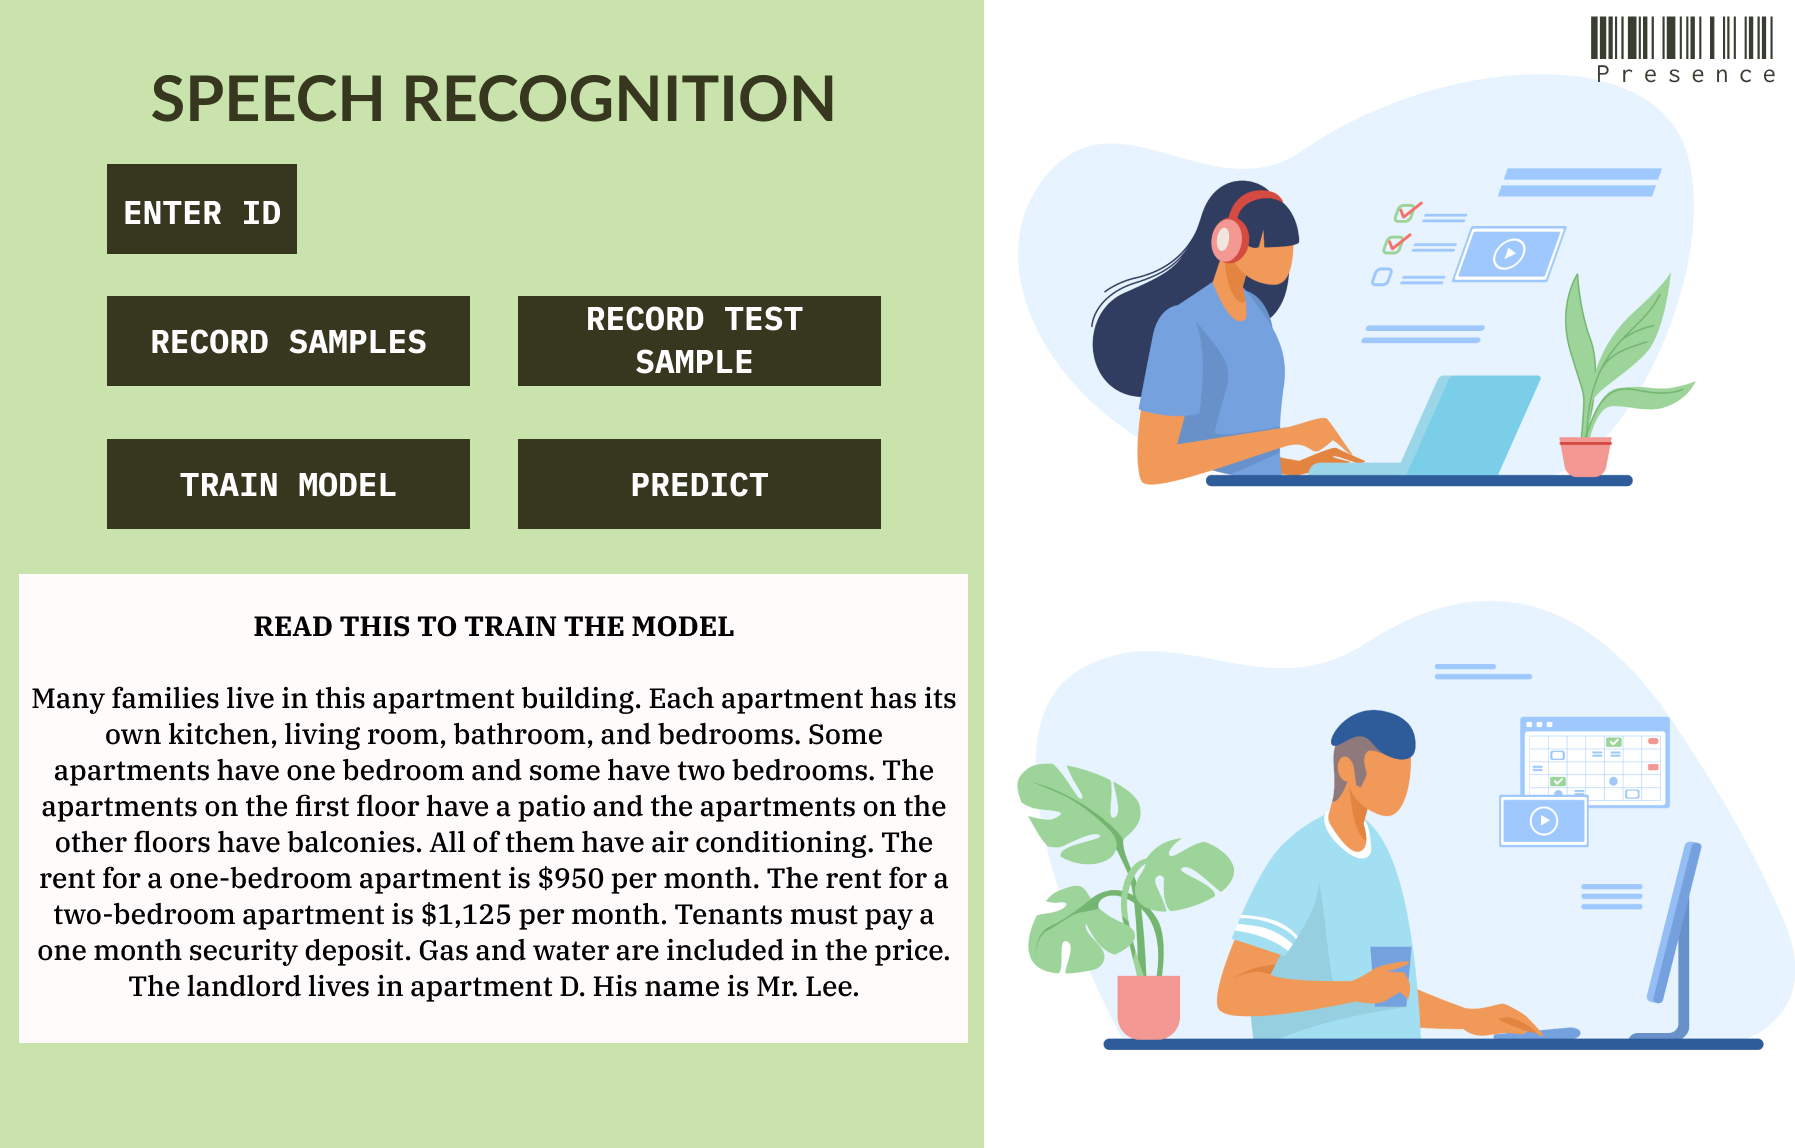 Presence
SPEECH RECOGNITION
ENTER ID
RECORD SAMPLES
RECORD TEST
SAMPLE
TRAIN MODEL
PREDICT
READ THIS TO TRAIN THE MODEL
Many families live in this apartment building. Each apartment has its
own kitchen, living room, bathroom, and bedrooms. Some
apartments have one bedroom and some have two bedrooms. The
apartments on the first floor have a patio and the apartments on the
other floors have balconies. All of them have air conditioning. The
rent for a one-bedroom apartment is $950 per month. The rent for a
two-bedroom apartment is $1,125 per month. Tenants must pay a
one month security deposit. Gas and water are included in the price.
The landlord lives in apartment D. His name is Mr. Lee.